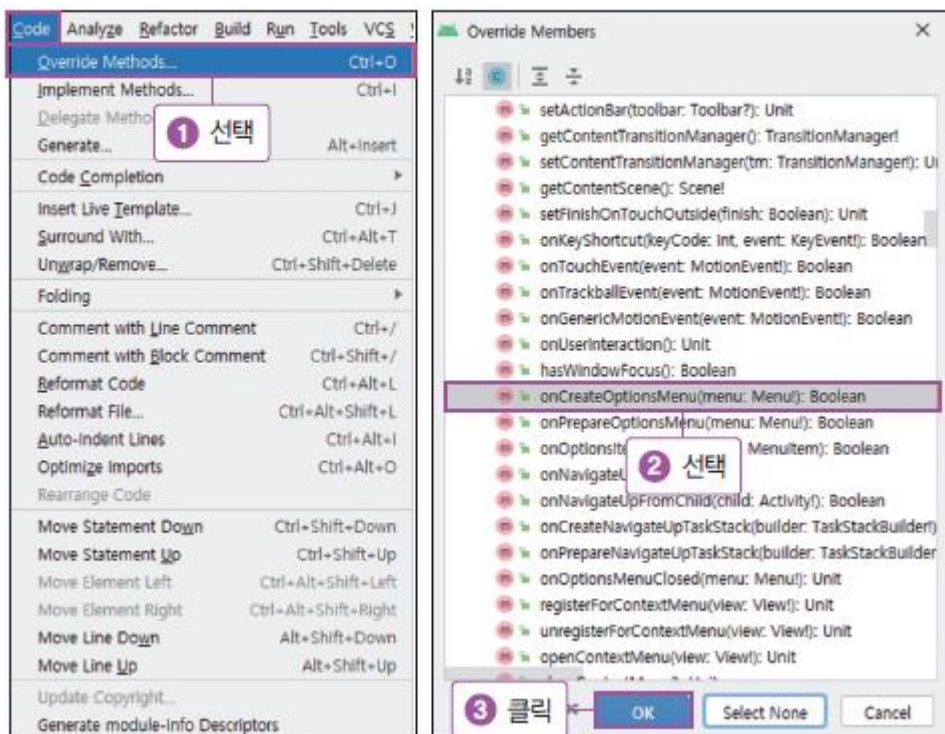 Code Analyze Refactor Build Run Tools VCS
Override Methods... Ctrl+O
Implement Methods... Ctrl+I
Delegate
Generate... Alt+Insert
1 선택
Code Completion
Insert Live Template... Ctrl+J
Surround With... Ctrl+Alt+T
Unwrap/Remove... Ctrl+Shift+Delete
Folding
Comment with Line Comment Ctrl+/
Comment with Block Comment Ctrl+Shift+/
Reformat Code Ctrl+Alt+L
Reformat File... Ctrl+Alt+Shift+L
Auto-Indent Lines Ctrl+Alt+I
Optimize Imports Ctrl+Alt+O
Rearrange Code
Move Statement Down Ctrl+Shift+Down
Move Statement Up Ctrl+Shift+Up
Move Element Left Ctrl+Alt+Shift+Left
Move Element Right Ctrl+Alt+Shift+Right
Move Line Down Alt+Shift+Down
Move Line Up Alt+Shift+Up
Update Copyright...
Generate module-info Descriptors
Override Members
setActionBar(toolbar: Toolbar?): Unit
getContentTransitionManager(): TransitionManager!
setContentTransitionManager(tm: TransitionManager!):
getContentScene(): Scene!
setFinishOnTouchOutside(finish: Boolean): Unit
onKeyShortcut(keyCode: Int, event: KeyEvent!): Boolean
onTouchEvent(event: MotionEvent!): Boolean
onTrackballEvent(event: MotionEvent!): Boolean
onGenericMotionEvent(event: MotionEvent!): Boolean
onUserInteraction(): Unit
hasWindowFocus(): Boolean
onCreateOptionsMenu(menu: Menu!): Boolean
onPrepareOptionsMenu(menu: Menu!): Boolean
MenuItem): Boolean
2 선택
onNavigateUpFromChild(child: Activity!): Boolean
onCreateNavigateUpTaskStack(builder: TaskStackBuilder!)
onPrepareNavigateUpTaskStack(builder: TaskStackBuilder
onOptionsMenuClosed(menu: Menu!): Unit
registerForContextMenu(view: View!): Unit
unregisterForContextMenu(view: View!): Unit
openContextMenu(view: View!): Unit
3 클릭
OK Select None Cancel